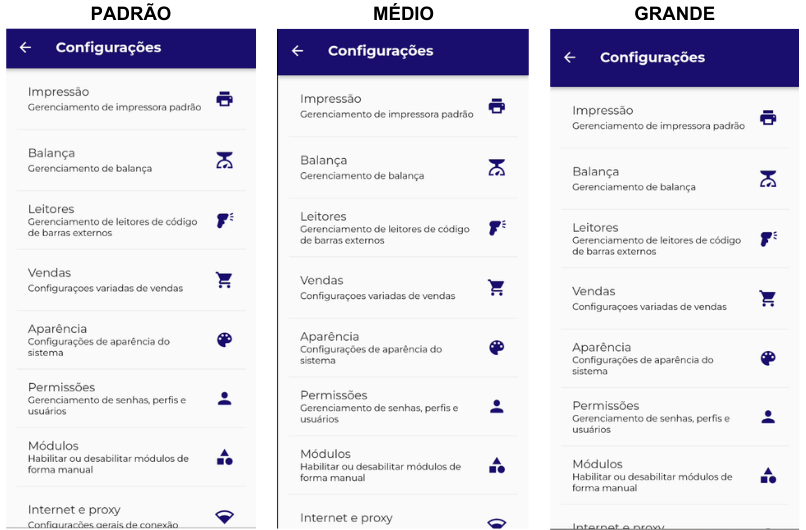 PADRÃO
Configurações
Impressão
Gerenciamento de impressora padrão
Balança
Gerenciamento de balança
Leitores
Gerenciamento de leitores de código
de barras externos
Vendas
Configuraçoes variadas de vendas
Aparência
Configurações de aparência do
sistema
Permissões
Gerenciamento de senhas, perfis e
usuários
Módulos
Habilitar ou desabilitar módulos de
forma manual
Internet e proxy
Configurações gerais de conexão
MÉDIO
Configurações
Impressão
Gerenciamento de impressora padrão
Balança
Gerenciamento de balança
Leitores
Gerenciamento de leitores de código
de barras externos
Vendas
Configuraçoes variadas de vendas
Aparência
Configurações de aparência do
sistema
Permissões
Gerenciamento de senhas, perfis e
usuários
Módulos
Habilitar ou desabilitar módulos de
forma manual
Internet e proxy
GRANDE
Configurações
Impressão
Gerenciamento de impressora padrão
Balança
Gerenciamento de balança
Leitores
Gerenciamento de leitores de código
de barras externos
Vendas
Configuraçoes variadas de vendas
Aparência
Configurações de aparência do
sistema
Permissões
Gerenciamento de senhas, perfis e
usuários
Módulos
Habilitar ou desabilitar módulos de
forma manual
Internet e proxy